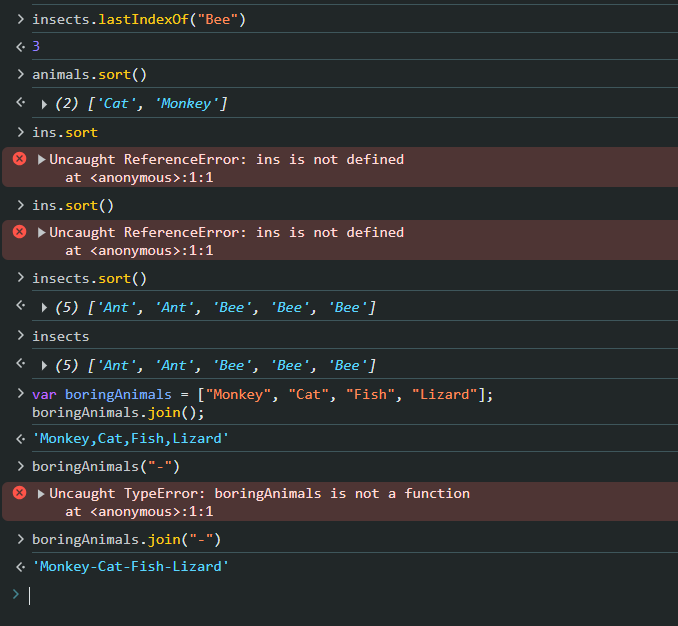 > insects.lastIndexOf("Bee")
< 3
> animals.sort()
< ▶ (2) ['Cat', 'Monkey']
> ins.sort
▶ Uncaught ReferenceError: ins is not defined
at <anonymous>:1:1
> ins.sort()
▶ Uncaught ReferenceError: ins is not defined
at <anonymous>:1:1
> insects.sort()
< ▶ (5) ['Ant', 'Ant', 'Bee', 'Bee', 'Bee']
> insects
< ▶ (5) ['Ant', 'Ant', 'Bee', 'Bee', 'Bee']
> var boringAnimals = ["Monkey", "Cat", "Fish", "Lizard"];
boringAnimals.join();
< 'Monkey,Cat,Fish,Lizard'
> boringAnimals("-")
▶ Uncaught TypeError: boringAnimals is not a function
at <anonymous>:1:1
> boringAnimals.join("-")
< 'Monkey-Cat-Fish-Lizard'
>